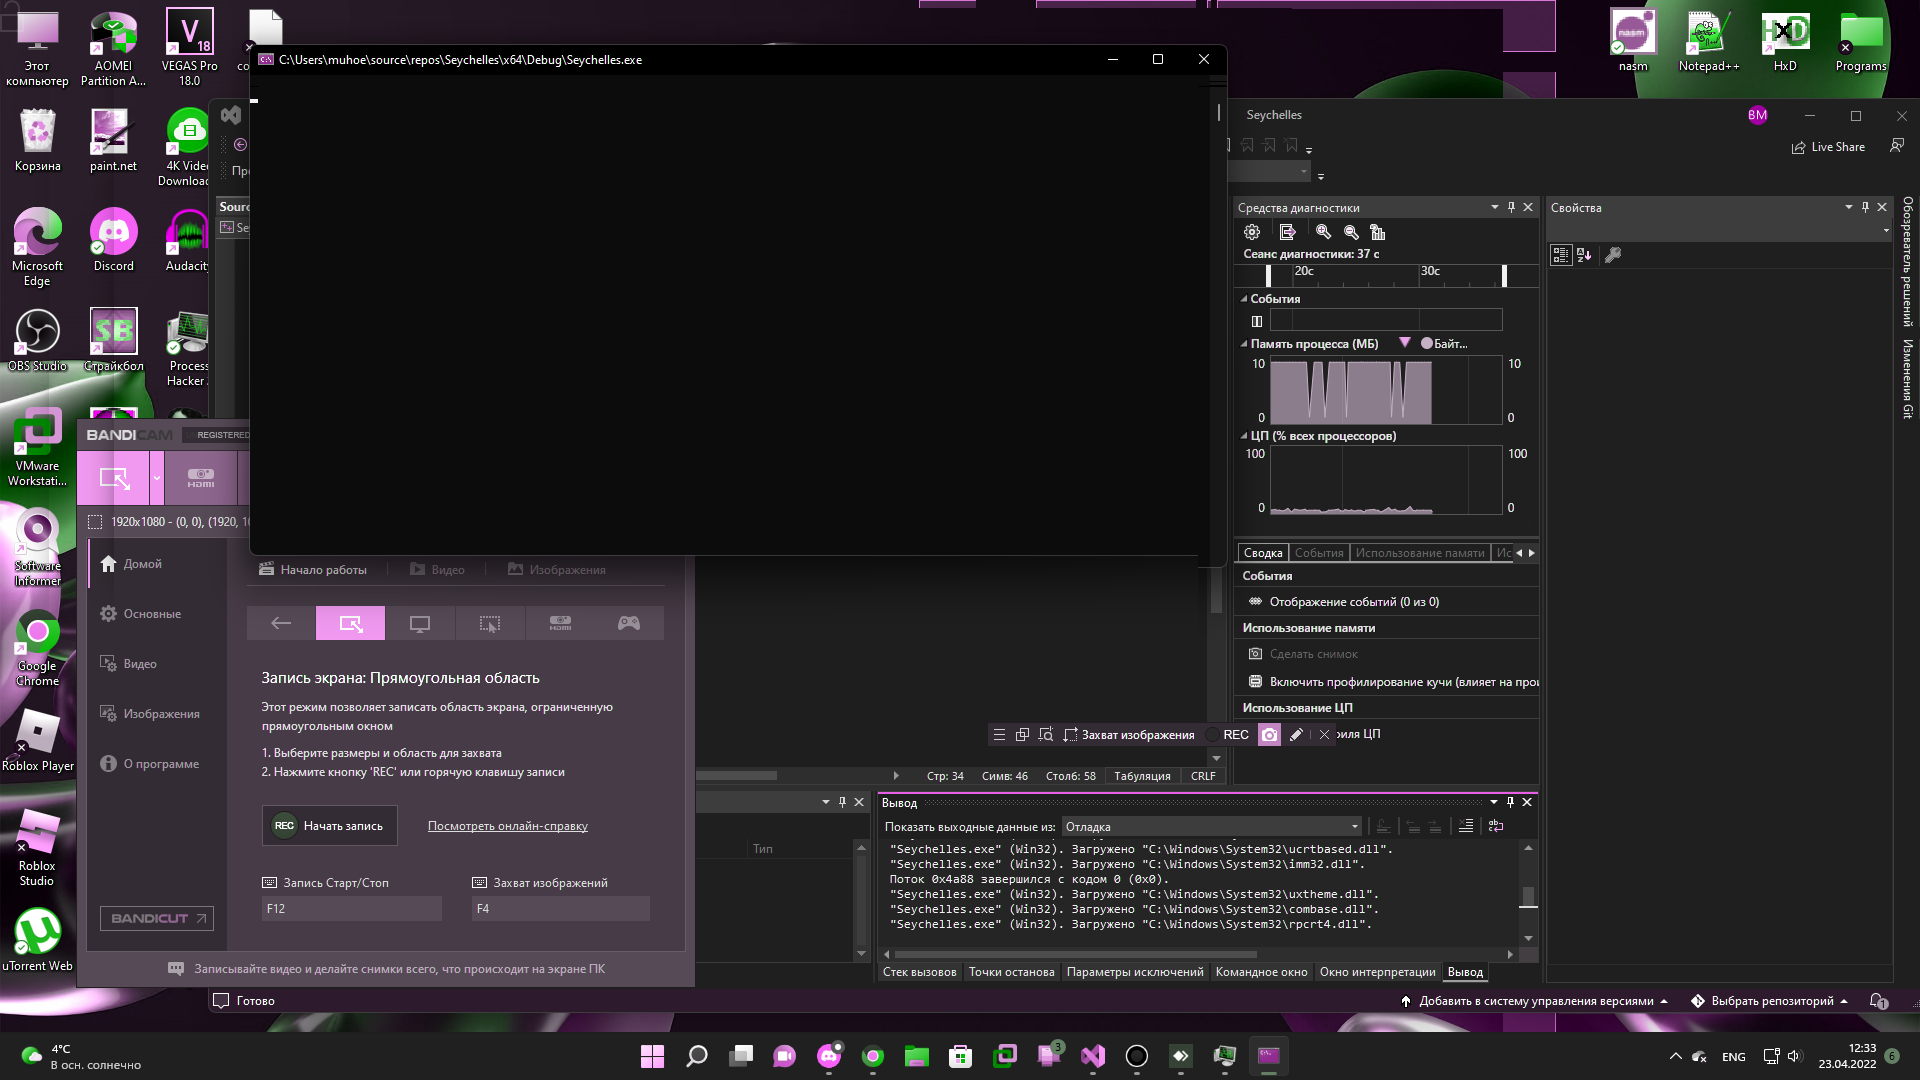 Этот компьютер
AOMEI Partition A...
VEGAS Pro 18.0
V 18
co
nasm
nasm
Notepad++
HxD
HxD
Programs
C:\Users\muhoe\source\repos\Seychelles\x64\Debug\Seychelles.exe
Корзина
paint.net
4K Video
Downloa
Seychelles
BM
Live Share
Microsoft Edge
Discord
Audacity
Средства диагностики
Сеанс диагностики: 37 с
20с
30с
События
Память процесса (МБ)
Байт...
10
10
0
0
ЦП (% всех процессоров)
100
100
0
0
Сводка
События
Использование памяти
Ис
События
Отображение событий (0 из 0)
Использование памяти
Сделать снимок
Включить профилирование кучи (влияет на прои
Использование ЦП
риля ЦП
Свойства
Обозреватель решений
Изменения Git
OBS Studio
SB
Страйкбол
Process Hacker
VMware Workstati...
Software Informer
Google Chrome
Roblox Player
Roblox Studio
uTorrent Web
BANDICAM
REGISTERED
HDMI
1920x1080 - (0, 0), (1920, 1
Домой
Основные
Видео
Изображения
О программе
BANDICUT
Начало работы
Видео
Изображения
HDMI
Запись экрана: Прямоугольная область
Этот режим позволяет записать область экрана, ограниченную
прямоугольным окном
1. Выберите размеры и область для захвата
2. Нажмите кнопку 'REC' или горячую клавишу записи
REC
Начать запись
Посмотреть онлайн-справку
Запись Старт/Стоп
Захват изображений
F12
F4
Записывайте видео и делайте снимки всего, что происходит на экране ПК
Захват изображения
REC
Стр: 34
Симв: 46
Столб: 58
Табуляция
CRLF
Тип
Вывод
Показать выходные данные из:
Отладка
"Seychelles.exe" (Win32). Загружено "C:\Windows\System32\ucrtbased.dll".
"Seychelles.exe" (Win32). Загружено "C:\Windows\System32\imm32.dll".
Поток 0x4a88 завершился с кодом 0 (0x0).
"Seychelles.exe" (Win32). Загружено "C:\Windows\System32\uxtheme.dll".
"Seychelles.exe" (Win32). Загружено "C:\Windows\System32\combase.dll".
"Seychelles.exe" (Win32). Загружено "C:\Windows\System32\rpcrt4.dll".
Стек вызовов
Точки останова
Параметры исключений
Командное окно
Окно интерпретации
Вывод
Готово
Добавить в систему управления версиями
Выбрать репозиторий
1
4°C
В осн. солнечно
3
ENG
12:33
23.04.2022
6